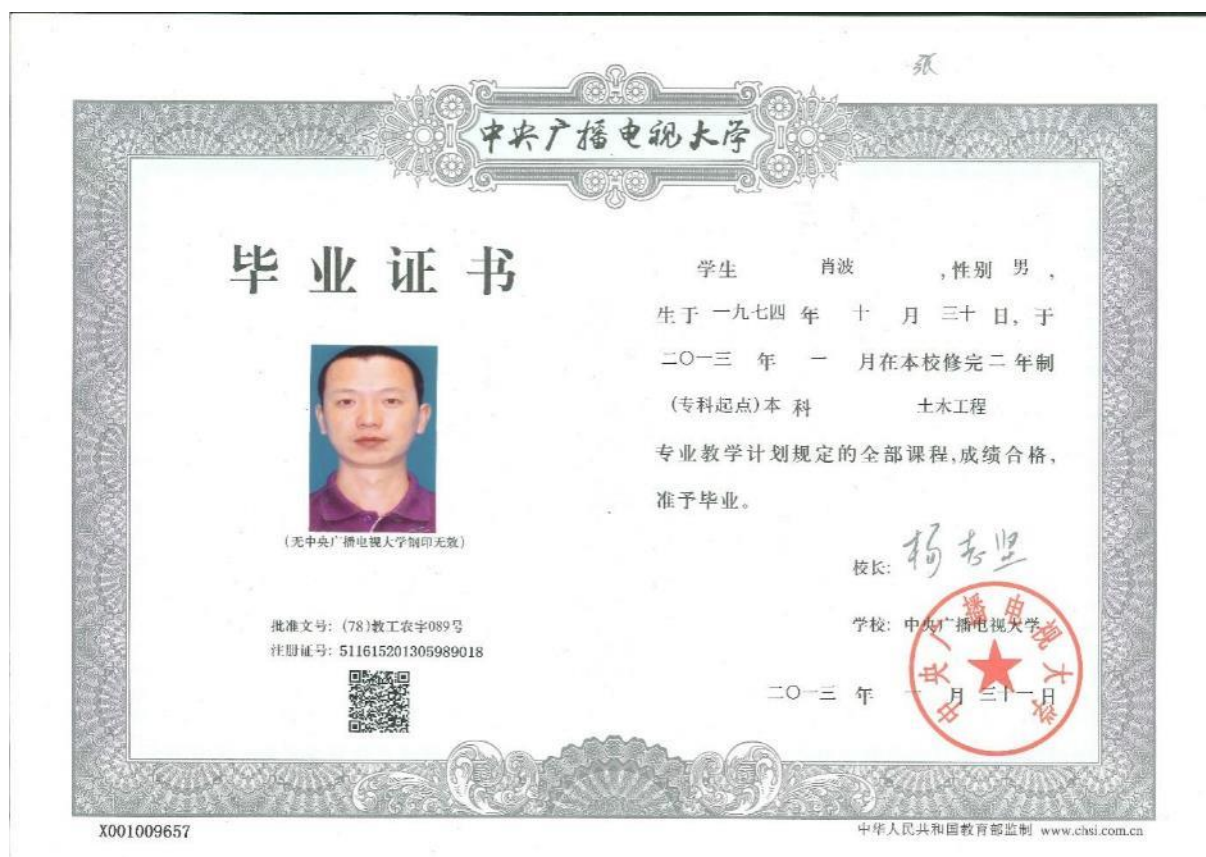 张
中央广播电视大学
毕业证书
(无中央广播电视大学钢印无效)
批准文号: (78)教工农字089号
注册证号: 511615201305989018
X001009657
学生 肖波 ,性别 男 ,
生于 一九七四 年 十 月 三十 日, 于
二〇一三 年 一 月在本校修完 二 年制
(专科起点)本 科 土木工程
专业教学计划规定的全部课程,成绩合格,
准予毕业。
校长: 杨志坚
学校: 中央广播电视大学
二〇一三 年 一 月 三十一 日
中央广播电视大学
中华人民共和国教育部监制 www.chsi.com.cn